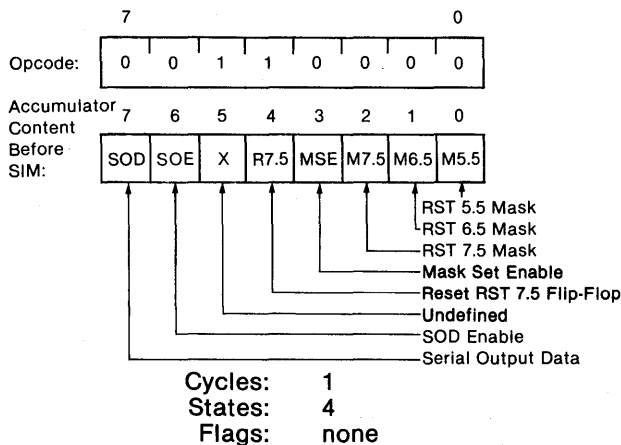 7 0
Opcode: 0 0 1 1 0 0 0 0
Accumulator
Content
Before
SIM:
7 6 5 4 3 2 1 0
SOD SOE X R7.5 MSE M7.5 M6.5 M5.5
RST 5.5 Mask
RST 6.5 Mask
RST 7.5 Mask
Mask Set Enable
Reset RST 7.5 Flip-Flop
Undefined
SOD Enable
Serial Output Data
Cycles: 1
States: 4
Flags: none